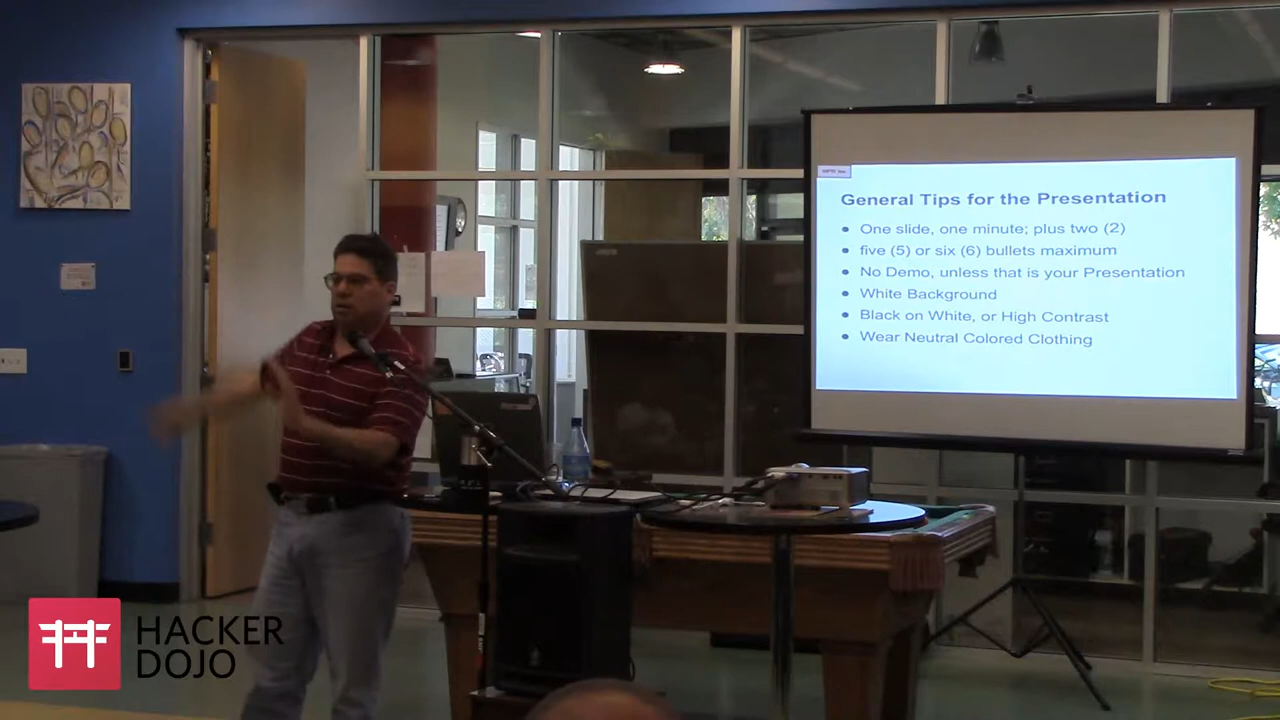 General Tips for the Presentation
One slide, one minute; plus two (2)
five (5) or six (6) bullets maximum
No Demo, unless that is your Presentation
White Background
Black on White, or High Contrast
Wear Neutral Colored Clothing
HACKER
DOJO